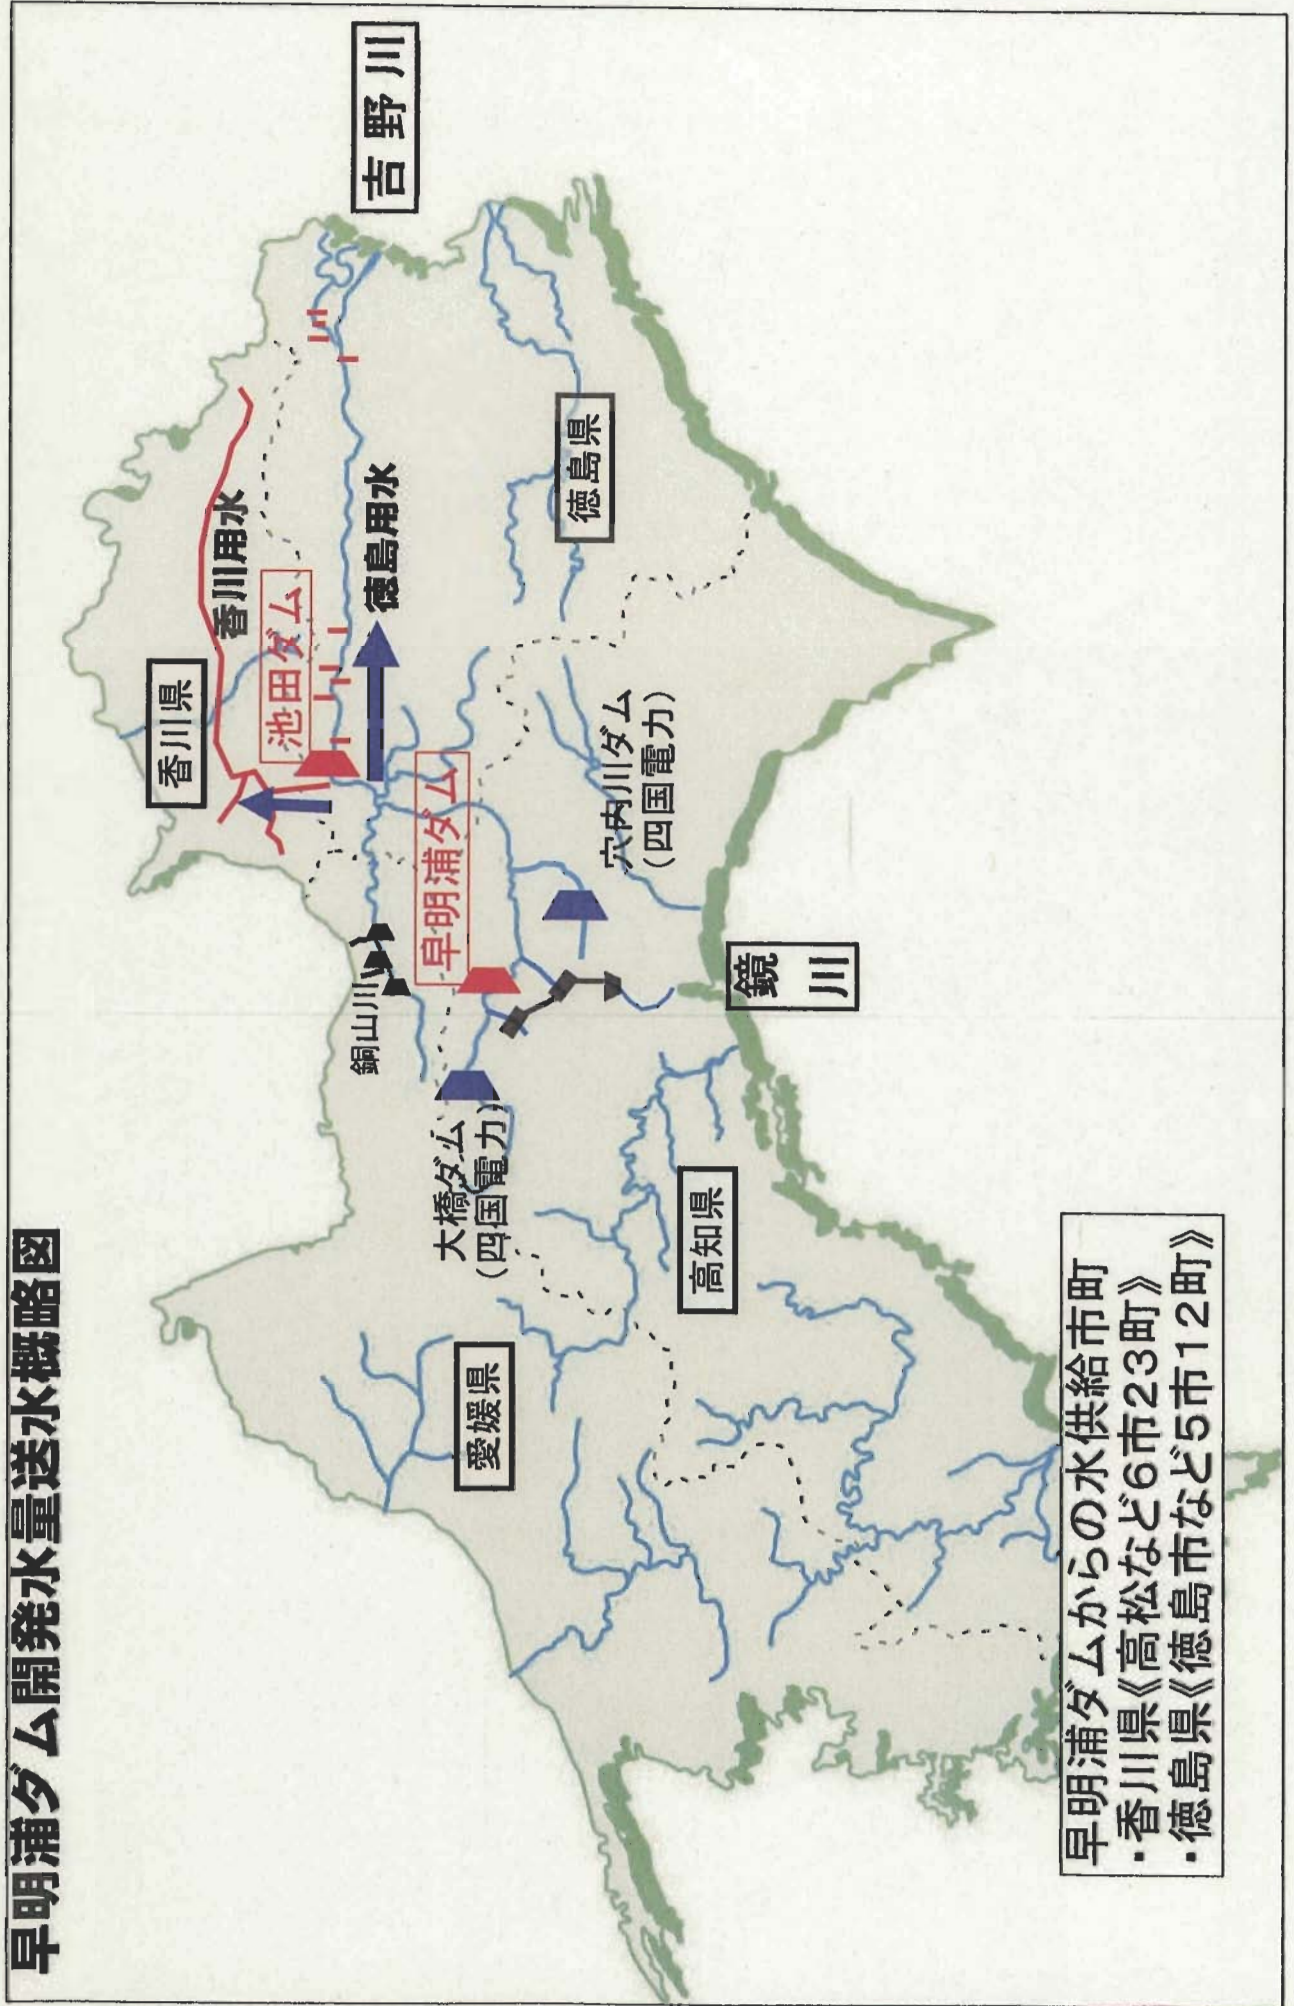 早明浦ダム開発水量送水概略図
吉野川
香川県
香川用水
池田ダム
徳島用水
徳島県
早明浦ダム
銅山川
穴内川ダム
(四国電力)
大橋ダム
(四国電力)
鏡川
高知県
愛媛県
早明浦ダムからの水供給市町
・香川県《高松など6市23町》
・徳島県《徳島市など5市12町》